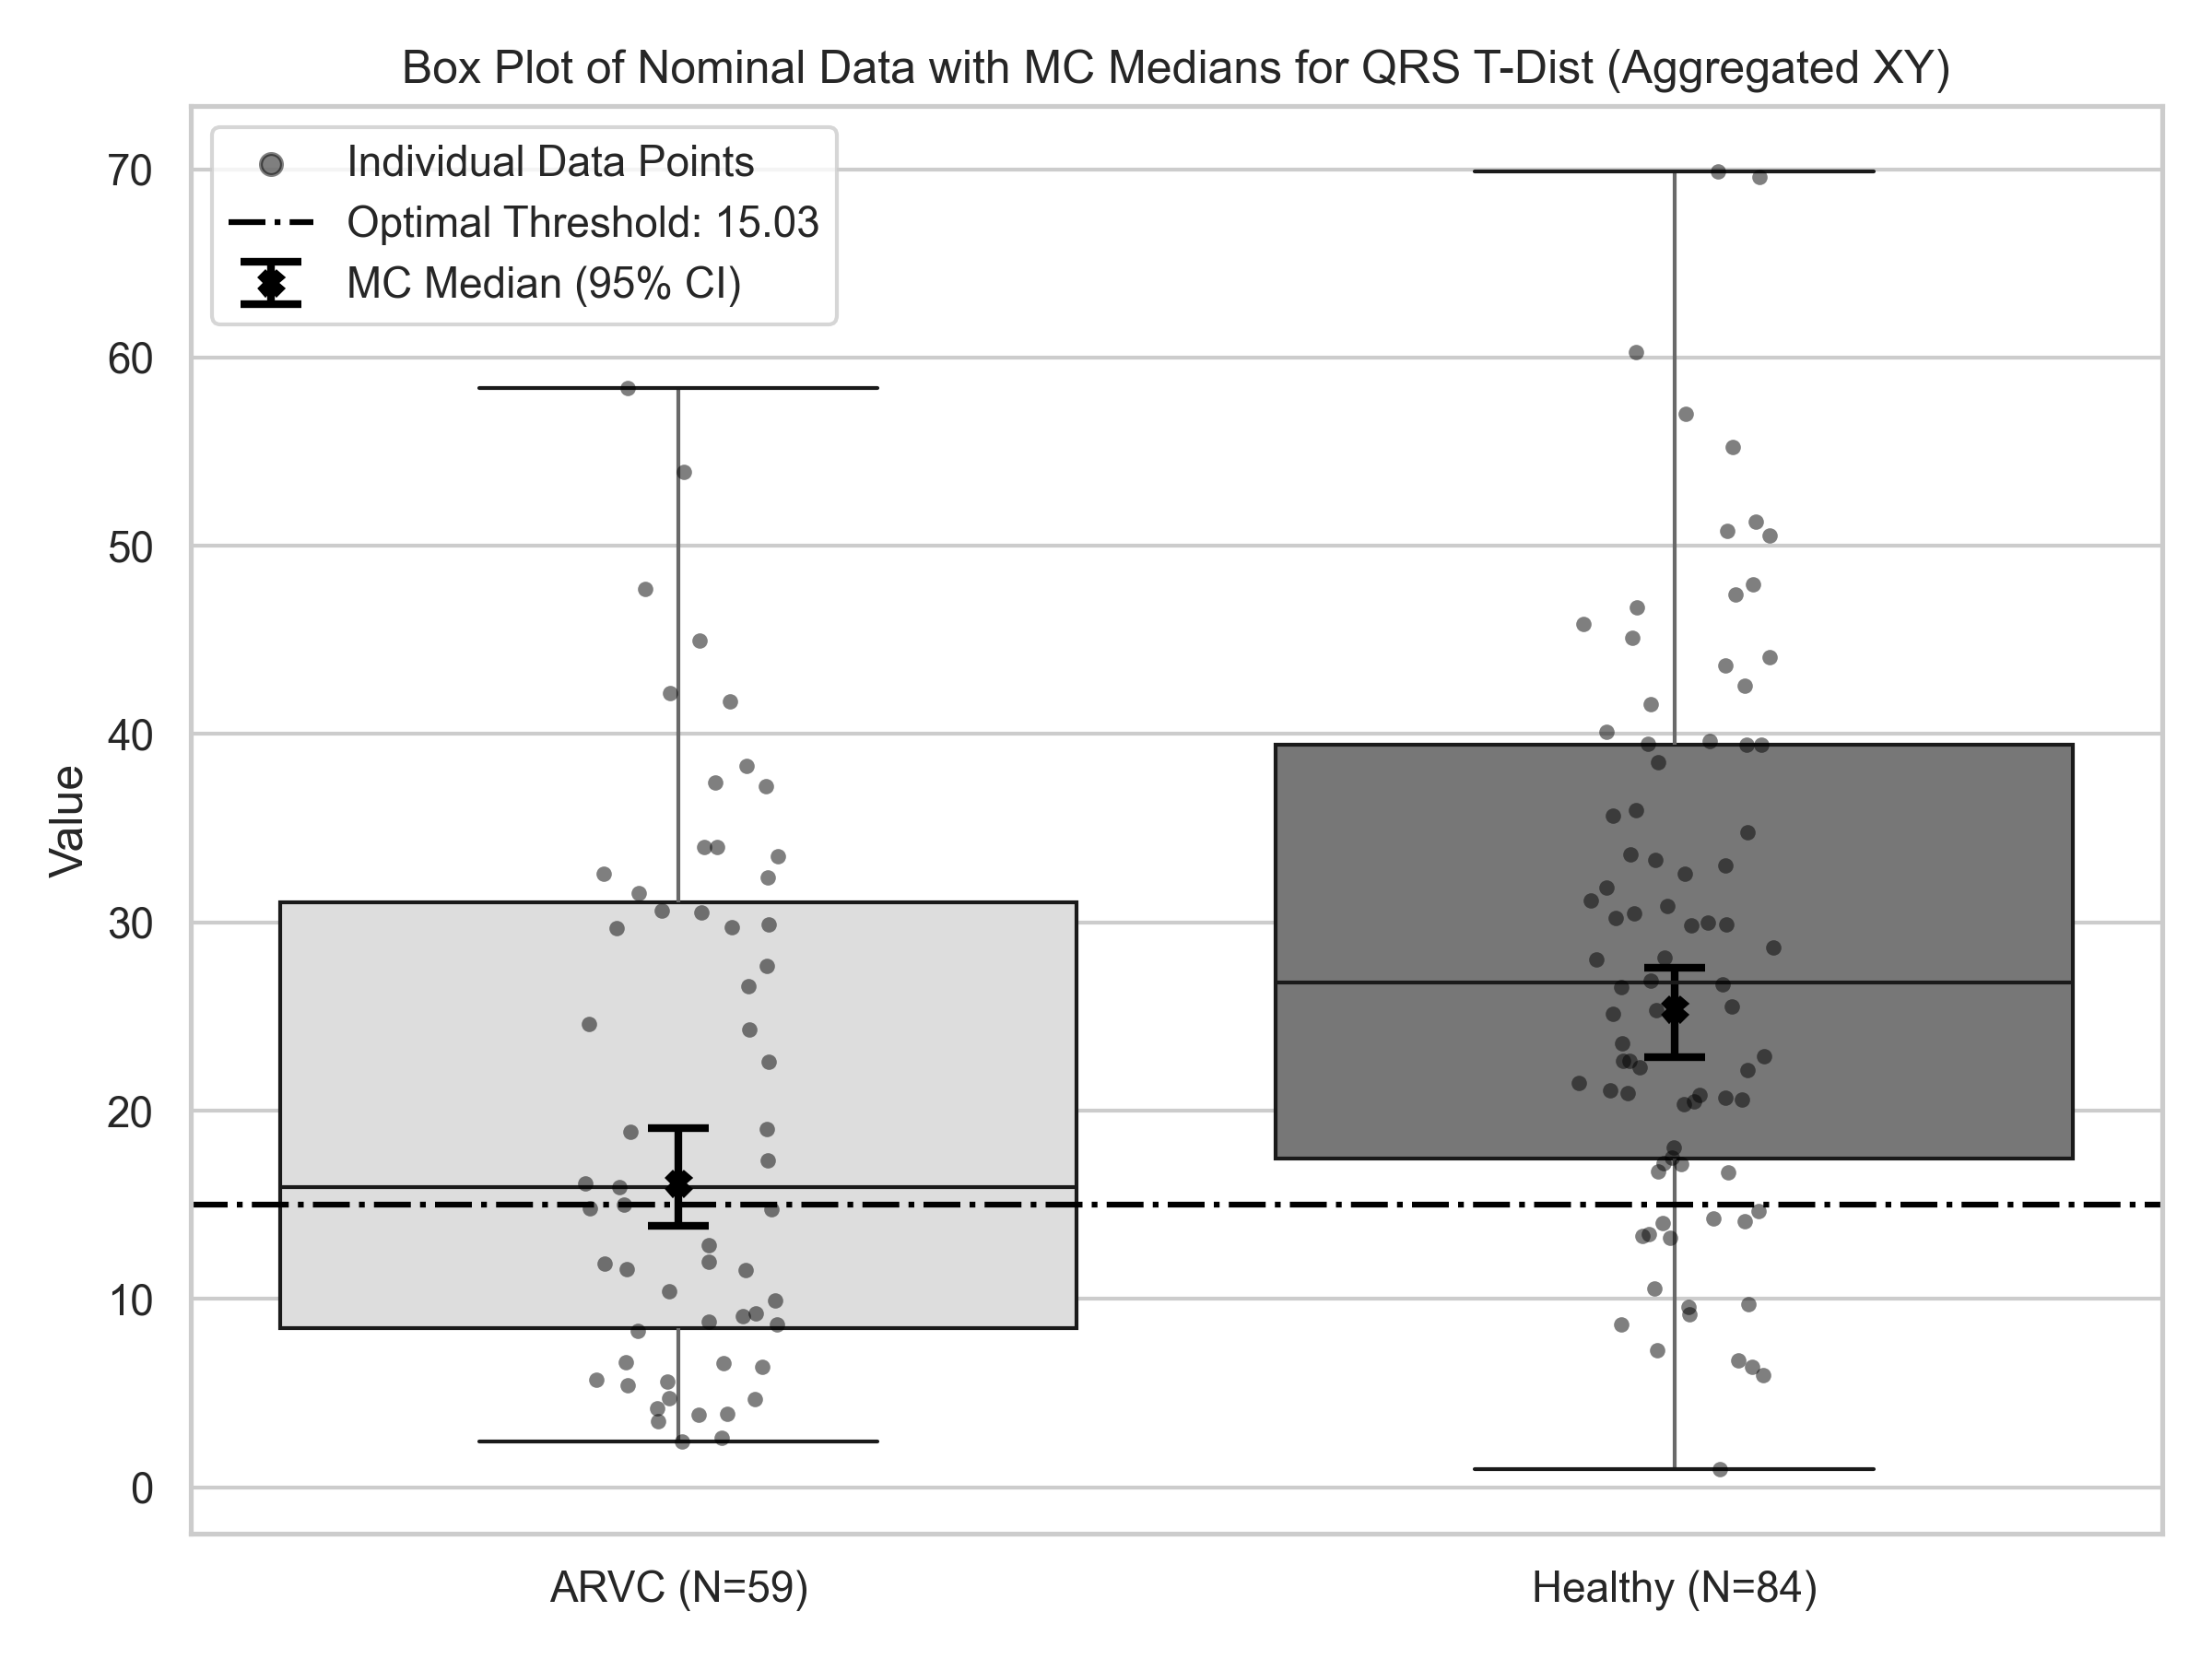 Box Plot of Nominal Data with MC Medians for QRS T-Dist (Aggregated XY)
Individual Data Points
Optimal Threshold: 15.03
MC Median (95% CI)
70
60
50
40
30
20
10
0
Value
ARVC (N=59)
Healthy (N=84)